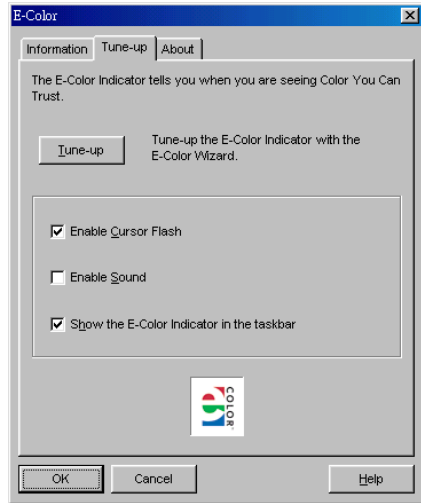 E-Color
Information Tune-up About
The E-Color Indicator tells you when you are seeing Color You Can
Trust.
Tune-up
Tune-up the E-Color Indicator with the
E-Color Wizard.
Enable Cursor Flash
Enable Sound
Show the E-Color Indicator in the taskbar
e COLOR
OK Cancel Help